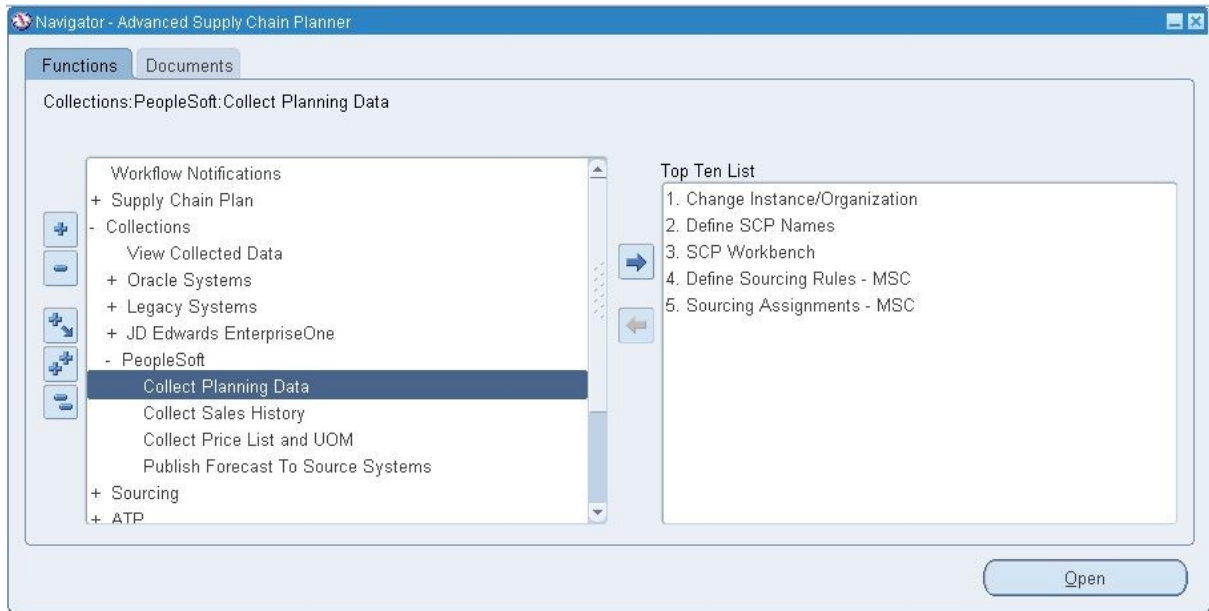 Navigator - Advanced Supply Chain Planner
Functions
Documents
Collections:PeopleSoft:Collect Planning Data
Workflow Notifications
+ Supply Chain Plan
- Collections
View Collected Data
+ Oracle Systems
+ Legacy Systems
+ JD Edwards EnterpriseOne
- PeopleSoft
Collect Planning Data
Collect Sales History
Collect Price List and UOM
Publish Forecast To Source Systems
+ Sourcing
+ ATP
Top Ten List
1. Change Instance/Organization
2. Define SCP Names
3. SCP Workbench
4. Define Sourcing Rules - MSC
5. Sourcing Assignments - MSC
Open